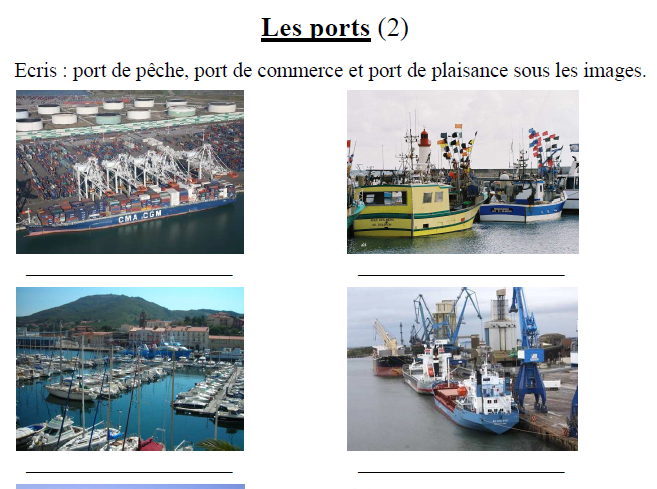 Les ports (2)
Ecris : port de pêche, port de commerce et port de plaisance sous les images.
CMA CGM